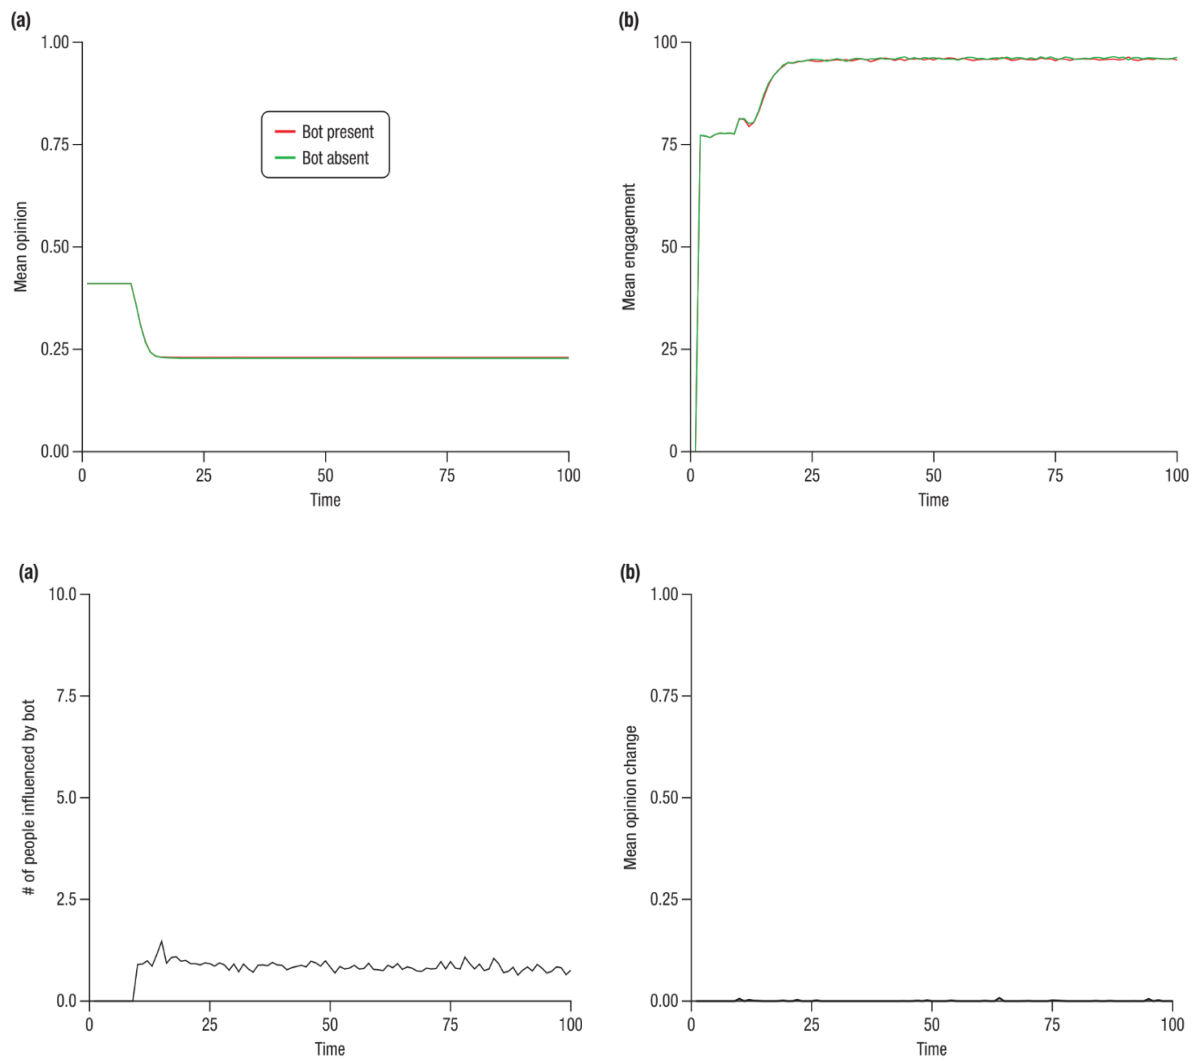 (a)
1.00
0.75
0.50
0.25
0.00
Mean opinion
Bot present
Bot absent
0 25 50 75 100
Time
(b)
100
75
50
25
0
Mean engagement
0 25 50 75 100
Time
(a)
10.0
7.5
5.0
2.5
0.0
# of people influenced by bot
0 25 50 75 100
Time
(b)
1.00
0.75
0.50
0.25
0.00
Mean opinion change
0 25 50 75 100
Time